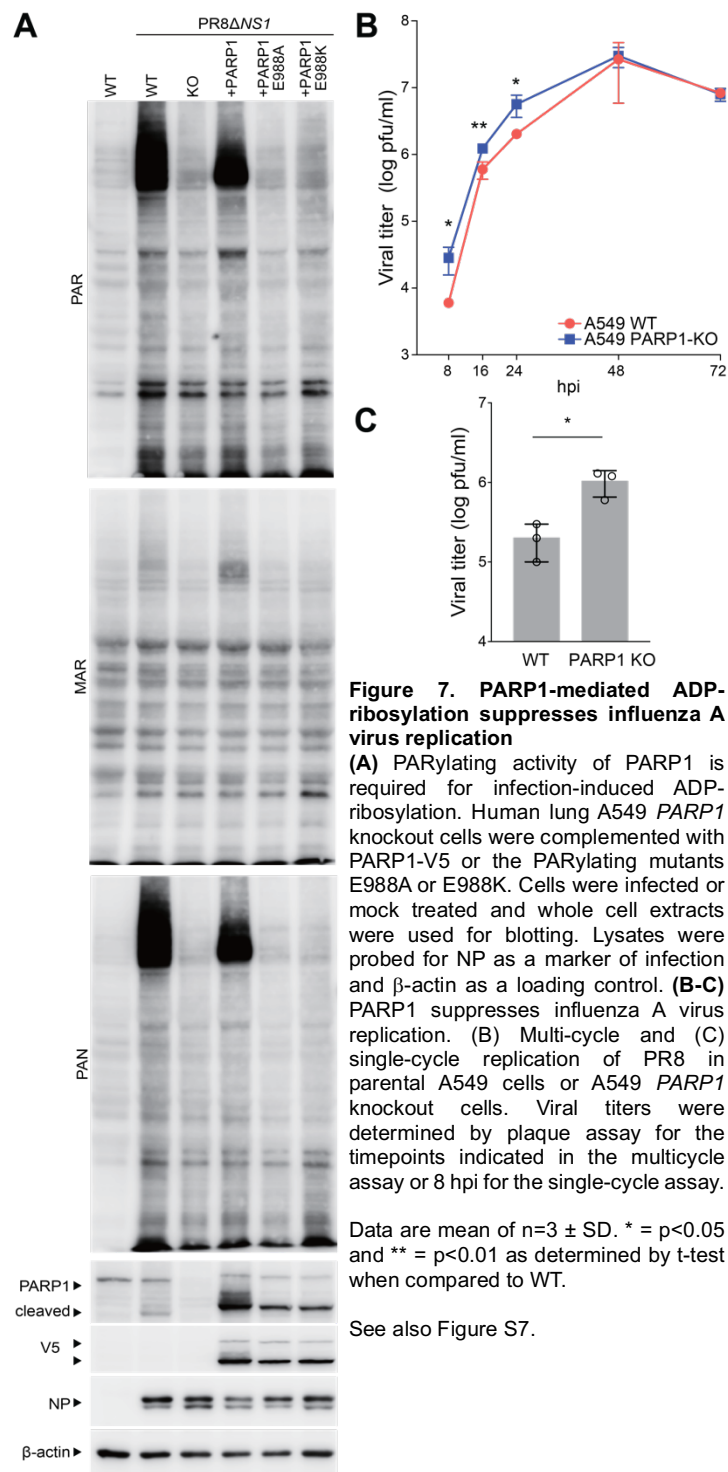 A
PR8ΔNS1
WT
WT
KO
+PARP1
+PARP1
E988A
+PARP1
E988K
PAR
MAR
PAN
PARP1
cleaved
V5
NP
β-actin
B
Viral titer (log pfu/ml)
7
6
5
4
3
*
**
*
A549 WT
A549 PARP1-KO
8
16
24
48
72
hpi
C
Viral titer (log pfu/ml)
7
6
5
4
*
WT
PARP1 KO
Figure 7. PARP1-mediated ADP-
ribosylation suppresses influenza A
virus replication
(A) PARylating activity of PARP1 is
required for infection-induced ADP-
ribosylation. Human lung A549 PARP1
knockout cells were complemented with
PARP1-V5 or the PARylating mutants
E988A or E988K. Cells were infected or
mock treated and whole cell extracts
were used for blotting. Lysates were
probed for NP as a marker of infection
and β-actin as a loading control. (B-C)
PARP1 suppresses influenza A virus
replication. (B) Multi-cycle and (C)
single-cycle replication of PR8 in
parental A549 cells or A549 PARP1
knockout cells. Viral titers were
determined by plaque assay for the
timepoints indicated in the multicycle
assay or 8 hpi for the single-cycle assay.
Data are mean of n=3 ± SD. * = p<0.05
and ** = p<0.01 as determined by t-test
when compared to WT.
See also Figure S7.